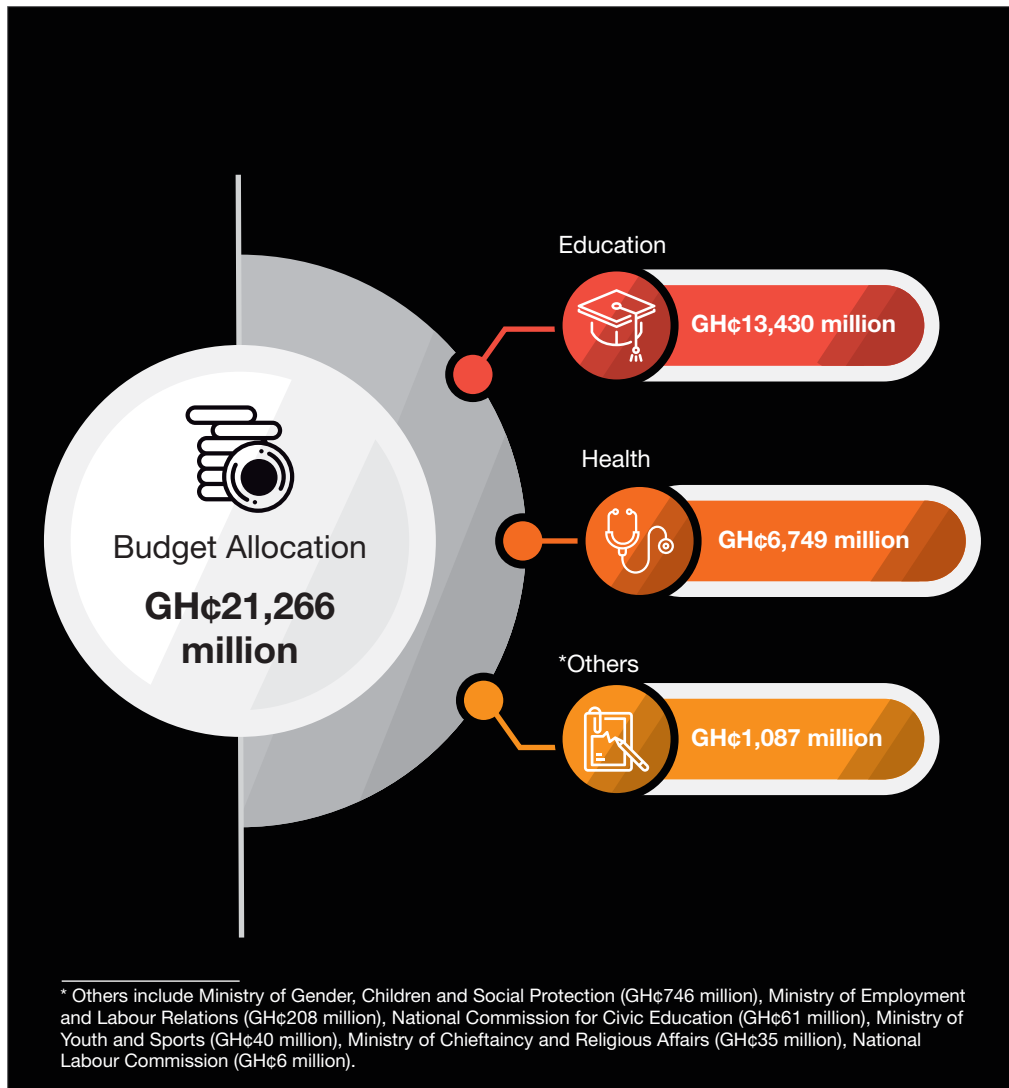 Education
GH¢13,430 million
Health
GH¢6,749 million
Budget Allocation
GH¢21,266
million
*Others
GH¢1,087 million
* Others include Ministry of Gender, Children and Social Protection (GH¢746 million), Ministry of Employment
and Labour Relations (GH¢208 million), National Commission for Civic Education (GH¢61 million), Ministry of
Youth and Sports (GH¢40 million), Ministry of Chieftaincy and Religious Affairs (GH¢35 million), National
Labour Commission (GH¢6 million).